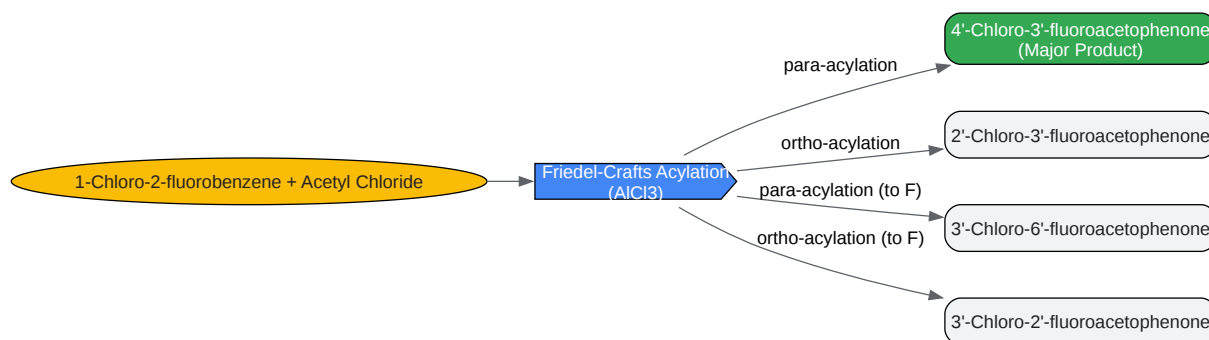 4'-Chloro-3'-fluoroacetophenone
(Major Product)
para-acylation
ortho-acylation
2'-Chloro-3'-fluoroacetophenone
1-Chloro-2-fluorobenzene + Acetyl Chloride
Friedel-Crafts Acylation
(AlCl3)
para-acylation (to F)
3'-Chloro-6'-fluoroacetophenone
ortho-acylation (to F)
3'-Chloro-2'-fluoroacetophenone